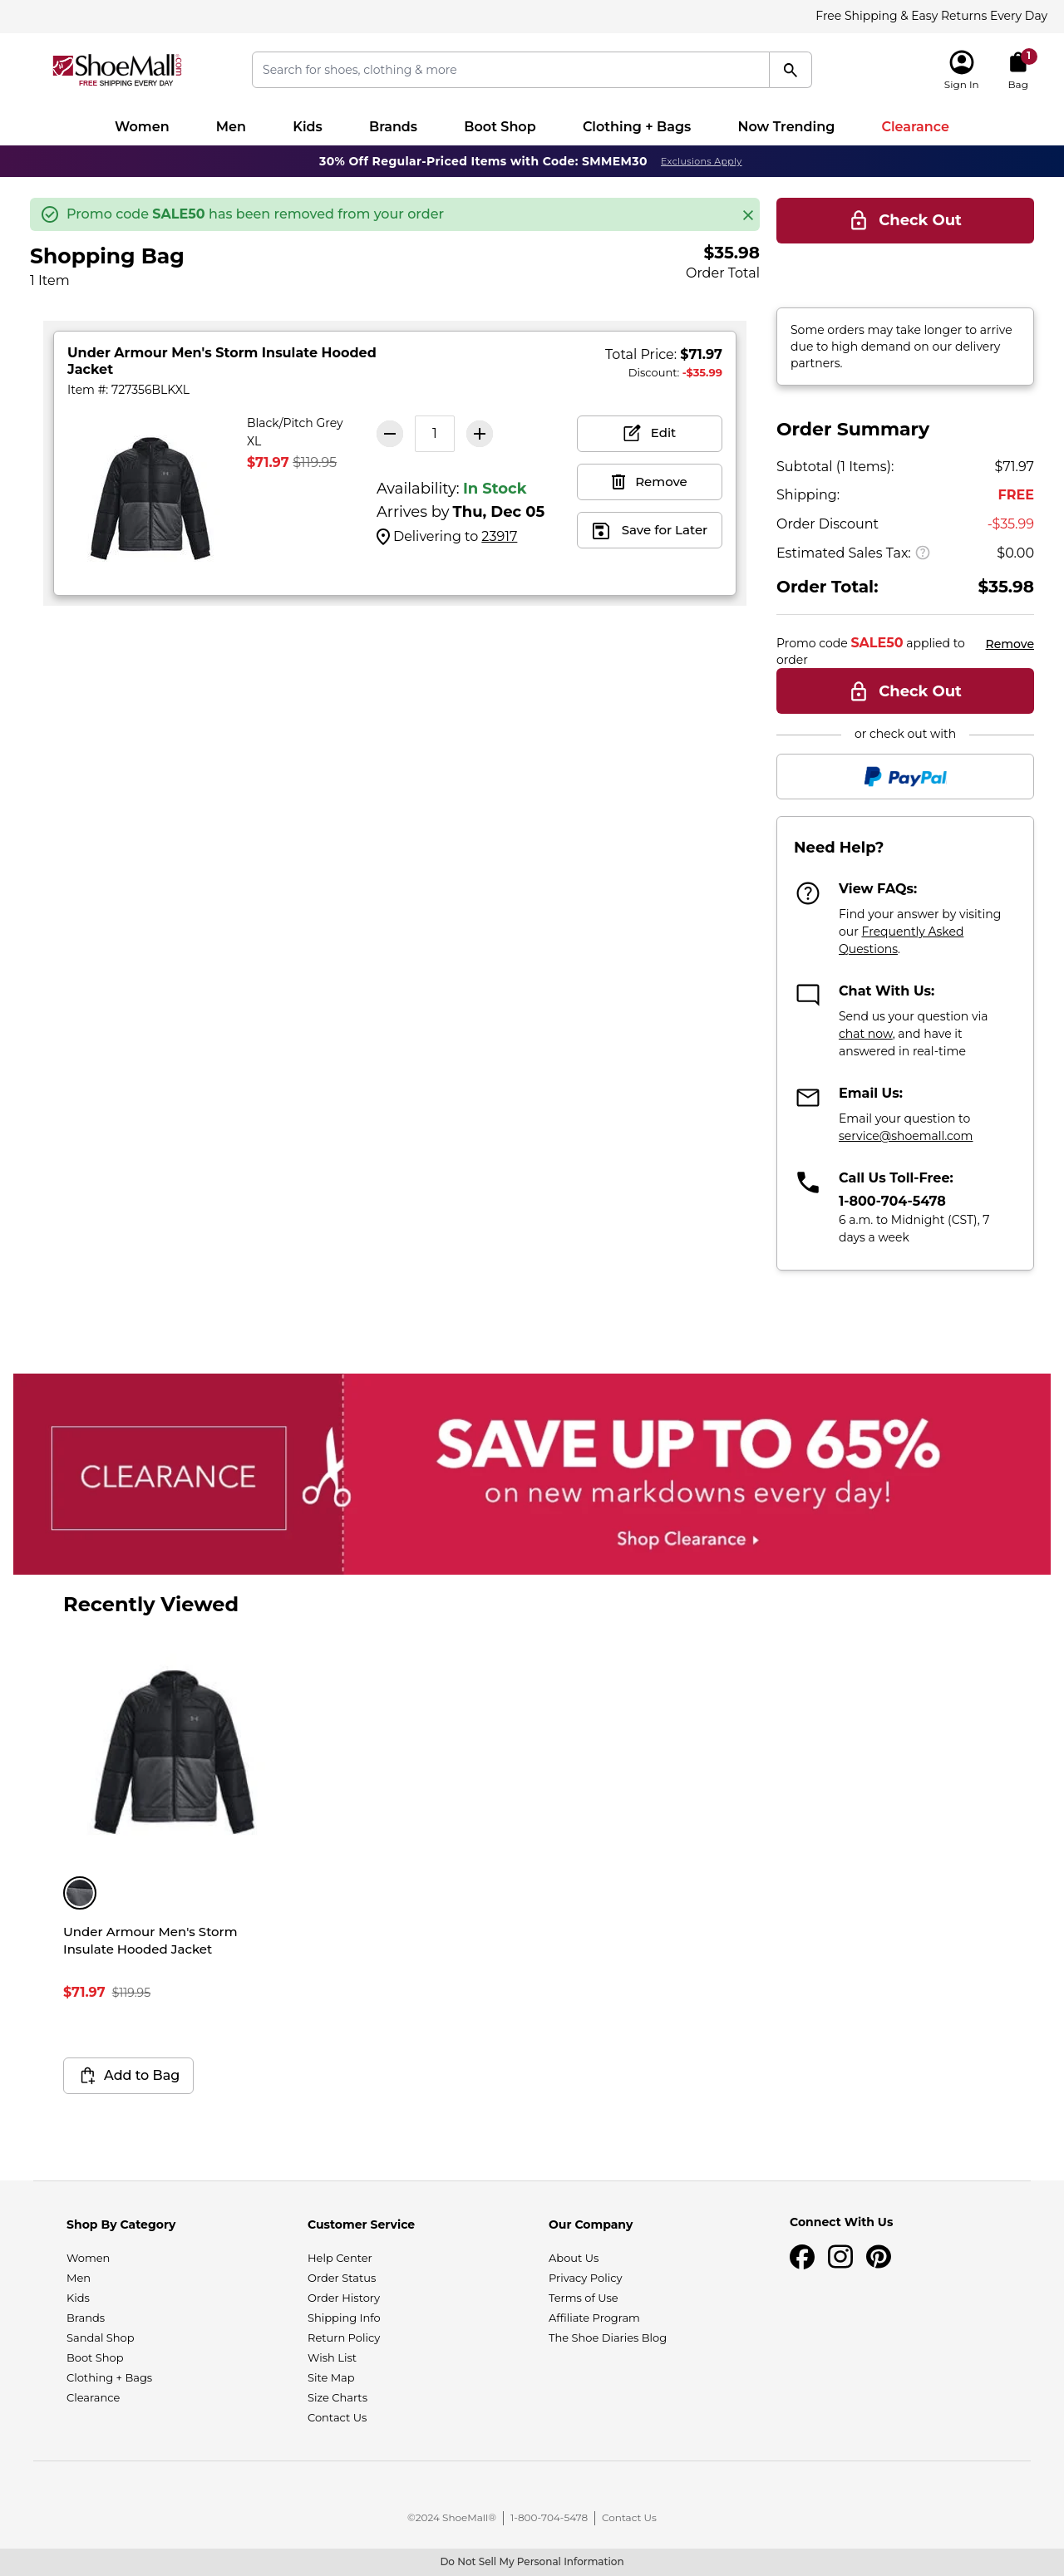 Free Shipping & Easy Returns Every Day
ShoeMall.com
FREE SHIPPING EVERY DAY
Search for shoes, clothing & more
Sign In
1
Bag
Women
Men
Kids
Brands
Boot Shop
Clothing + Bags
Now Trending
Clearance
30% Off Regular-Priced Items with Code: SMMEM30 Exclusions Apply
Promo code SALE50 has been removed from your order
Check Out
Shopping Bag
1 Item
$35.98
Order Total
Under Armour Men's Storm Insulate Hooded
Jacket
Item #: 727356BLKXL
Total Price: $71.97
Discount: -$35.99
Black/Pitch Grey
XL
$71.97 $119.95
1
Availability: In Stock
Arrives by Thu, Dec 05
Delivering to 23917
Edit
Remove
Save for Later
Some orders may take longer to arrive
due to high demand on our delivery
partners.
Order Summary
Subtotal (1 Items): $71.97
Shipping: FREE
Order Discount -$35.99
Estimated Sales Tax: ? $0.00
Order Total: $35.98
Promo code SALE50 applied to
order
Remove
Check Out
or check out with
PayPal
Need Help?
View FAQs:
Find your answer by visiting
our Frequently Asked
Questions.
Chat With Us:
Send us your question via
chat now, and have it
answered in real-time
Email Us:
Email your question to
service@shoemall.com
Call Us Toll-Free:
1-800-704-5478
6 a.m. to Midnight (CST), 7
days a week
CLEARANCE
SAVE UP TO 65%
on new markdowns every day!
Shop Clearance
Recently Viewed
Under Armour Men's Storm
Insulate Hooded Jacket
$71.97 $119.95
Add to Bag
Shop By Category
Women
Men
Kids
Brands
Sandal Shop
Boot Shop
Clothing + Bags
Clearance
Customer Service
Help Center
Order Status
Order History
Shipping Info
Return Policy
Wish List
Site Map
Size Charts
Contact Us
Our Company
About Us
Privacy Policy
Terms of Use
Affiliate Program
The Shoe Diaries Blog
Connect With Us
©2024 ShoeMall® | 1-800-704-5478 | Contact Us
Do Not Sell My Personal Information